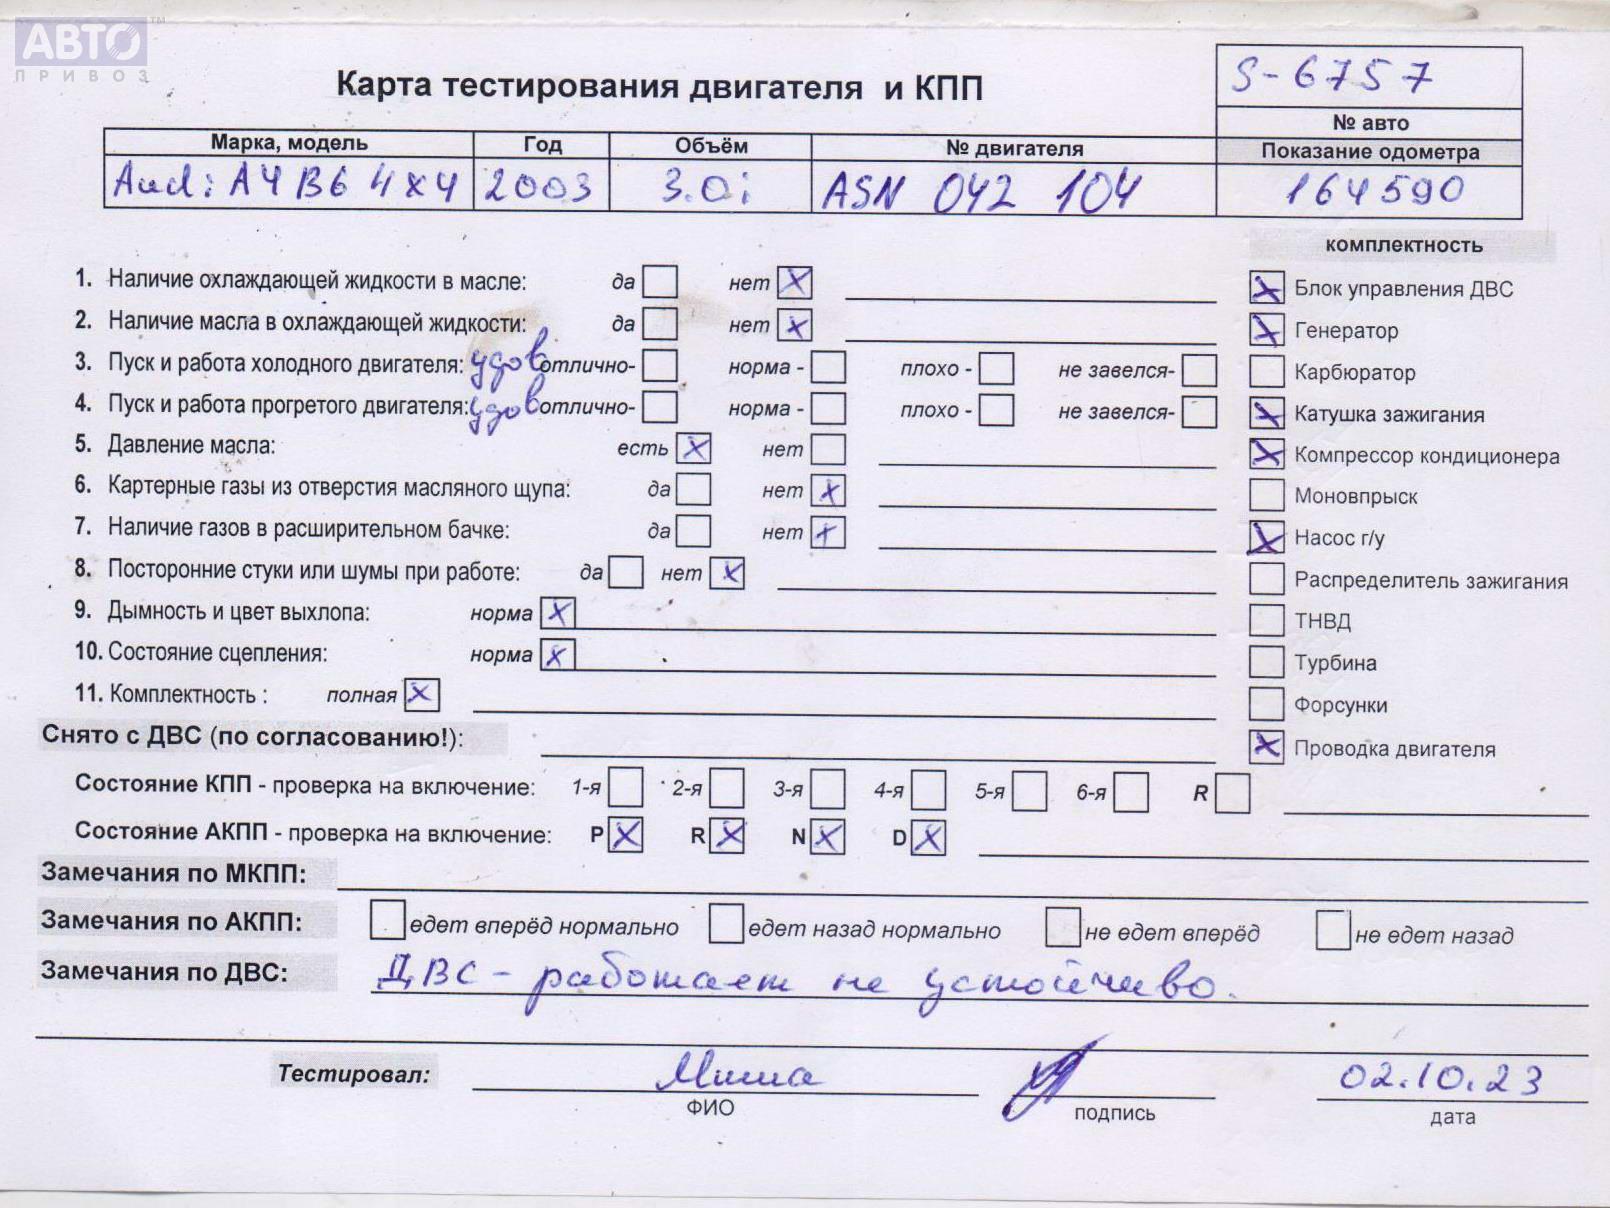 АВТО ™
ПРИВОЗ
Карта тестирования двигателя и КПП
S-6757
№ авто
Марка, модель Год Объём № двигателя Показание одометра
Audi A4 B6 4x4 2003 3.0i ASN 042 104 164590
комплектность
1. Наличие охлаждающей жидкости в масле: да нет X
Блок управления ДВС X
2. Наличие масла в охлаждающей жидкости: да нет X
Генератор X
3. Пуск и работа холодного двигателя: удов отлично- норма - плохо - не завелся-
Карбюратор
4. Пуск и работа прогретого двигателя: удов отлично- норма - плохо - не завелся-
X Катушка зажигания
5. Давление масла: есть X нет
X Компрессор кондиционера
6. Картерные газы из отверстия масляного щупа: да нет X
Моновпрыск
7. Наличие газов в расширительном бачке: да нет X
X Насос г/у
8. Посторонние стуки или шумы при работе: да нет X
Распределитель зажигания
9. Дымность и цвет выхлопа: норма X
ТНВД
10. Состояние сцепления: норма X
Турбина
11. Комплектность : полная X
Форсунки
Снято с ДВС (по согласованию!):
X Проводка двигателя
Состояние КПП - проверка на включение: 1-я 2-я 3-я 4-я 5-я 6-я R
Состояние АКПП - проверка на включение: P X R X N X D X
Замечания по МКПП:
Замечания по АКПП: едет вперёд нормально едет назад нормально не едет вперёд не едет назад
Замечания по ДВС: ДВС - работает не устойчиво.
Тестировал: Миша 02.10.23
ФИО подпись дата